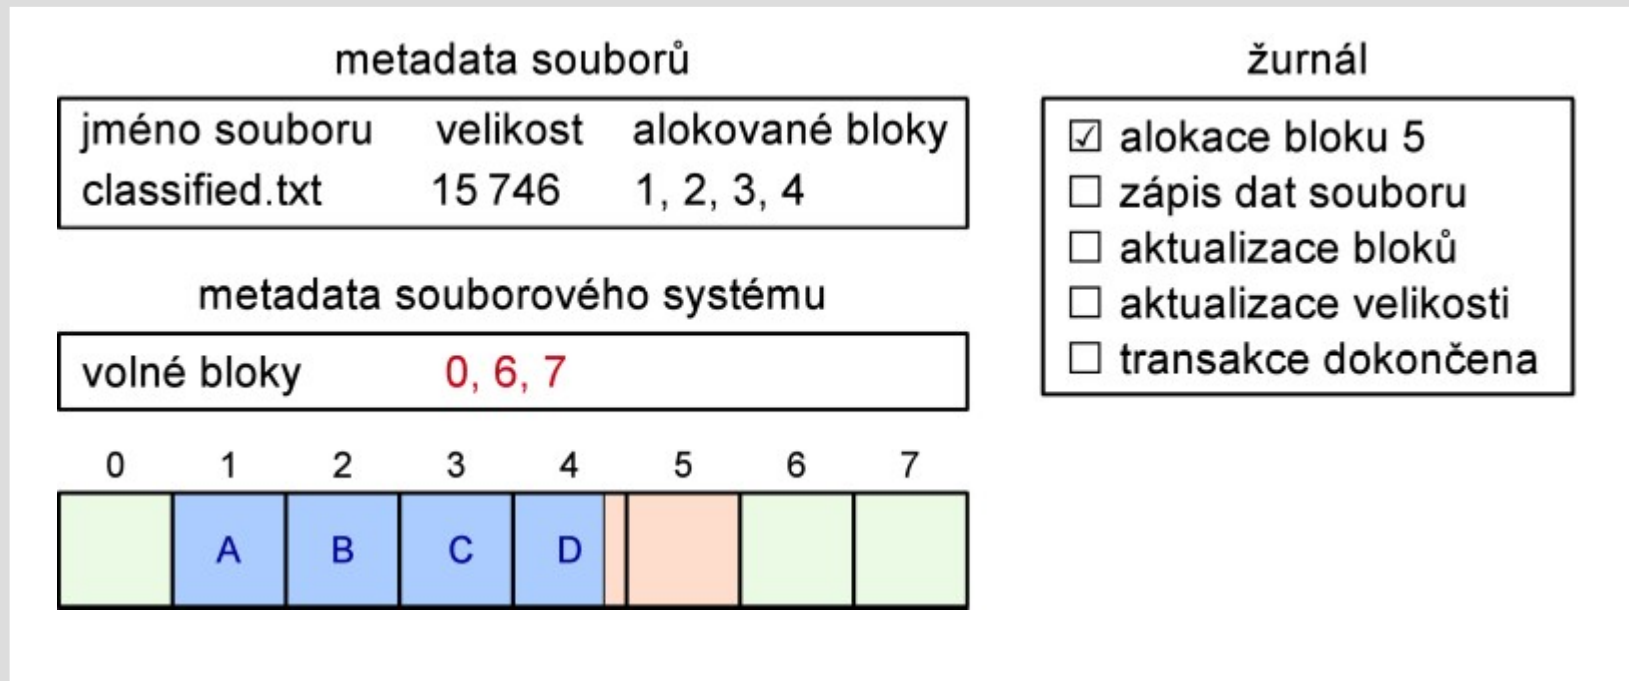 metadata souborů
jméno souboru velikost alokované bloky
classified.txt 15 746 1, 2, 3, 4
metadata souborového systému
volné bloky 0, 6, 7
0 1 2 3 4 5 6 7
A B C D
žurnál
☑ alokace bloku 5
☐ zápis dat souboru
☐ aktualizace bloků
☐ aktualizace velikosti
☐ transakce dokončena